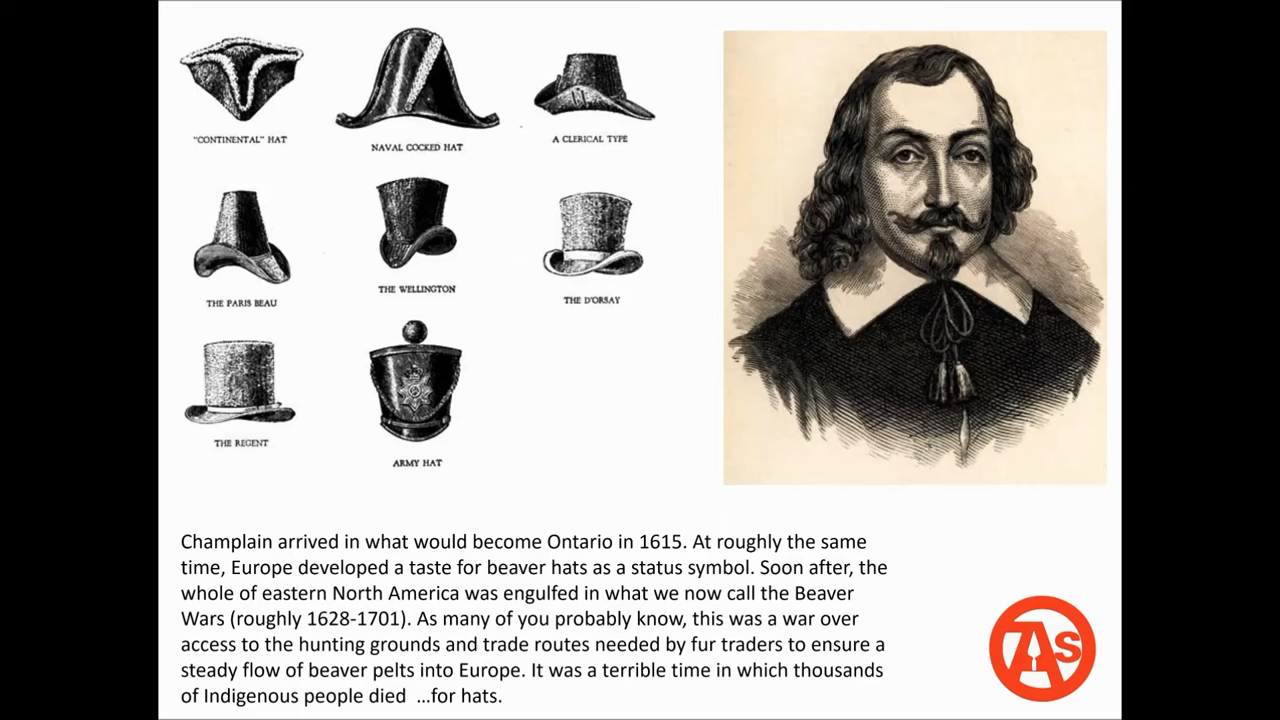 "CONTINENTAL" HAT
NAVAL COCKED HAT
A CLERICAL TYPE
THE PARIS BEAU
THE WELLINGTON
THE D'ORSAY
THE REGENT
ARMY HAT
Champlain arrived in what would become Ontario in 1615. At roughly the same
time, Europe developed a taste for beaver hats as a status symbol. Soon after, the
whole of eastern North America was engulfed in what we now call the Beaver
Wars (roughly 1628-1701). As many of you probably know, this was a war over
access to the hunting grounds and trade routes needed by fur traders to ensure a
steady flow of beaver pelts into Europe. It was a terrible time in which thousands
of Indigenous people died ...for hats.
7As